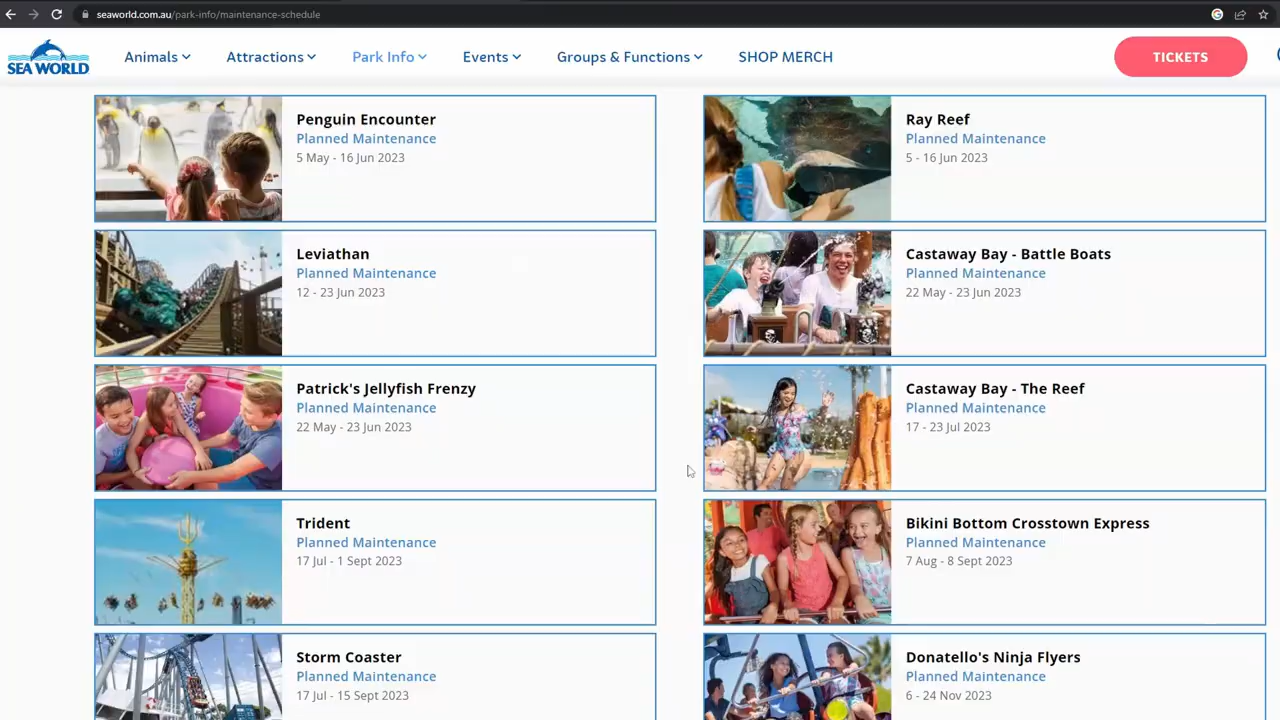 seaworld.com.au/park-info/maintenance-schedule
SEA WORLD
Animals
Attractions
Park Info
Events
Groups & Functions
SHOP MERCH
TICKETS
Penguin Encounter
Planned Maintenance
5 May - 16 Jun 2023
Ray Reef
Planned Maintenance
5 - 16 Jun 2023
Leviathan
Planned Maintenance
12 - 23 Jun 2023
Castaway Bay - Battle Boats
Planned Maintenance
22 May - 23 Jun 2023
Patrick's Jellyfish Frenzy
Planned Maintenance
22 May - 23 Jun 2023
Castaway Bay - The Reef
Planned Maintenance
17 - 23 Jul 2023
Trident
Planned Maintenance
17 Jul - 1 Sept 2023
Bikini Bottom Crosstown Express
Planned Maintenance
7 Aug - 8 Sept 2023
Storm Coaster
Planned Maintenance
17 Jul - 15 Sept 2023
Donatello's Ninja Flyers
Planned Maintenance
6 - 24 Nov 2023